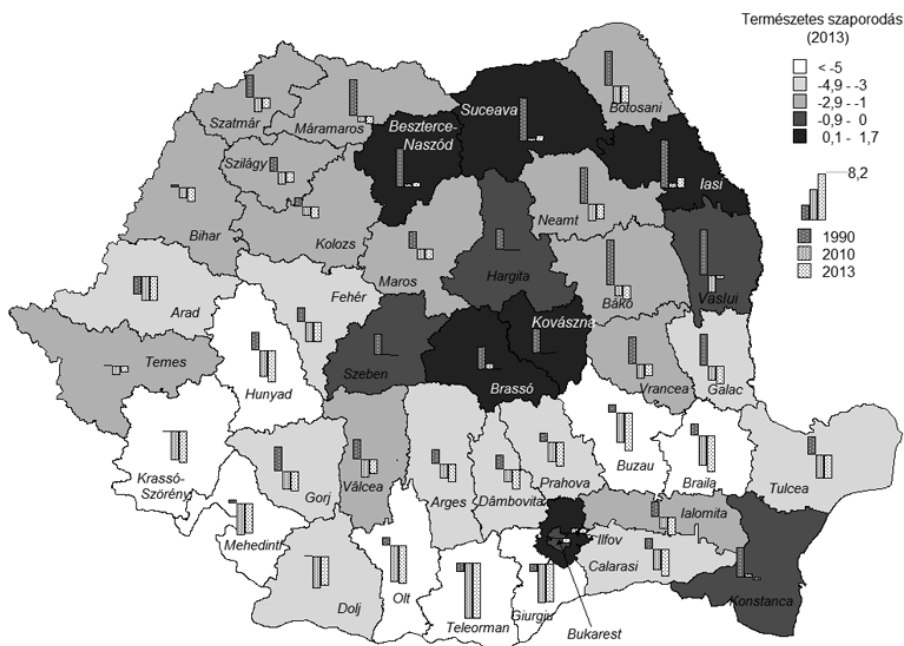 Természetes szaporodás
(2013)
< -5
-4,9 - -3
-2,9 - -1
-0,9 - 0
0,1 - 1,7
8,2
1990
2010
2013
Szatmár
Máramaros
Suceava
Botosani
Beszterce-
Naszód
Szilágy
Iasi
Bihar
Kolozs
Neamt
Maros
Hargita
Bákó
Vaslui
Arad
Fehér
Kovászna
Temes
Szeben
Brassó
Vrancea
Galac
Hunyad
Krassó-
Szörény
Gorj
Vâlcea
Arges
Dâmbovita
Prahova
Buzau
Braila
Tulcea
Mehedinti
Dolj
Olt
Teleorman
Giurgiu
Ilfov
Ialomita
Calarasi
Konstanca
Bukarest